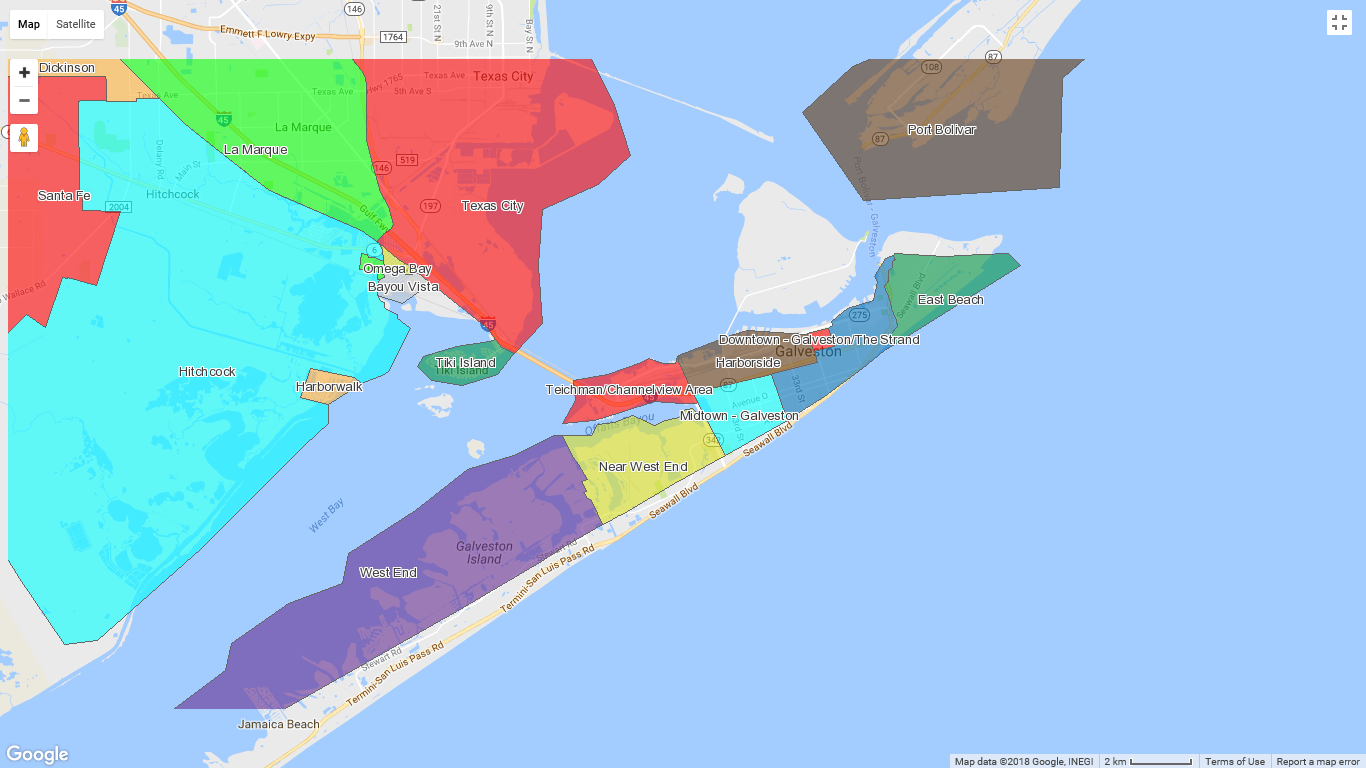 Map
Satellite
45
146
Emmett F Lowry Expy
1764
21st St N
9th St N
Bay St N
9th Ave N
Dickinson
Texas Ave
Texas Ave
Texas Ave
Hwy 1765
5th Ave S
Texas City
108
87
45
La Marque
La Marque
87
Port Bolivar
Delany Rd
Main St
519
146
Santa Fe
Hitchcock
2004
197
Texas City
Gulf Fwy
Port Bolivar - Galveston
6
Omega Bay
Bayou Vista
Wallace Rd
Seawall Blvd
East Beach
45
275
Downtown - Galveston/The Strand
Galveston
Tiki Island
Tiki Island
Harborside
Hitchcock
Harborwalk
Teichman/Channelview Area
87
45
33rd St
Avenue O
Midtown - Galveston
Offatts Bayou
53rd St
342
Seawall Blvd
Near West End
Seawall Blvd
West Bay
Galveston
Island
Stewart Rd
West End
Termini-San Luis Pass Rd
Stewart Rd
Termini-San Luis Pass Rd
Jamaica Beach
Google
Map data ©2018 Google, INEGI
2 km
Terms of Use
Report a map error